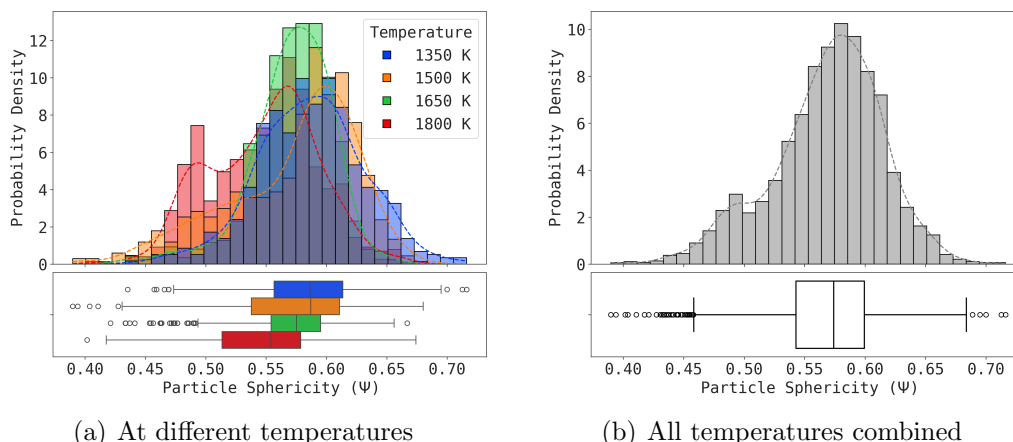 Probability Density
12
10
8
6
4
2
0
Temperature
1350 K
1500 K
1650 K
1800 K
0.40 0.45 0.50 0.55 0.60 0.65 0.70
Particle Sphericity (Ψ)
(a) At different temperatures
Probability Density
10
8
6
4
2
0
0.40 0.45 0.50 0.55 0.60 0.65 0.70
Particle Sphericity (Ψ)
(b) All temperatures combined